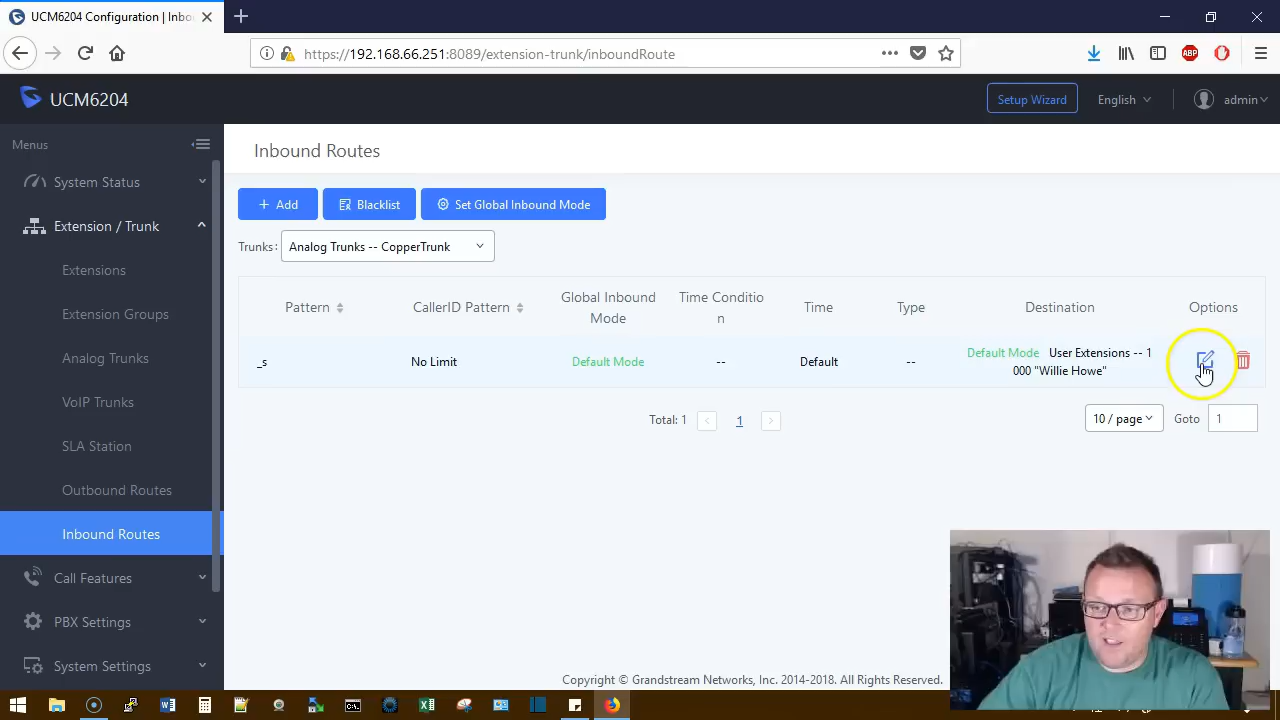 UCM6204 Configuration | Inbo
https://192.168.66.251:8089/extension-trunk/inboundRoute
ABP
UCM6204
Setup Wizard
English
admin
Menus
System Status
Extension / Trunk
Extensions
Extension Groups
Analog Trunks
VoIP Trunks
SLA Station
Outbound Routes
Inbound Routes
Call Features
PBX Settings
System Settings
Inbound Routes
+ Add
Blacklist
Set Global Inbound Mode
Trunks:
Analog Trunks -- CopperTrunk
Pattern
CallerID Pattern
Global Inbound
Mode
Time Conditio
n
Time
Type
Destination
Options
_s
No Limit
Default Mode
--
Default
--
Default Mode User Extensions -- 1
000 "Willie Howe"
Total: 1
<
1
>
10 / page
Goto
1
Copyright © Grandstream Networks, Inc. 2014-2018. All Rights Reserved.